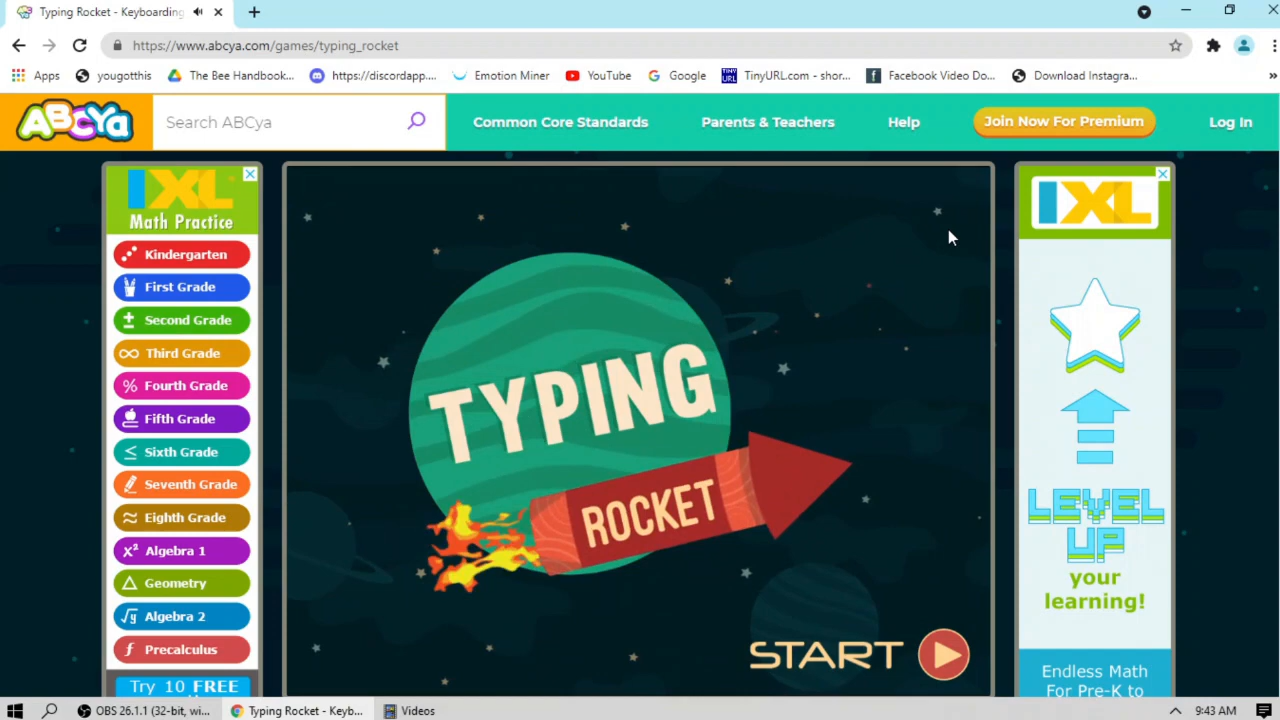 Typing Rocket - Keyboarding
https://www.abcya.com/games/typing_rocket
Apps
yougotthis
The Bee Handbook...
https://discordapp....
Emotion Miner
YouTube
Google
TinyURL.com - shor...
Facebook Video Do...
Download Instagra...
»
ABCYa
Search ABCya
Common Core Standards
Parents & Teachers
Help
Join Now For Premium
Log In
IXL
Math Practice
Kindergarten
First Grade
Second Grade
Third Grade
% Fourth Grade
Fifth Grade
≤ Sixth Grade
Seventh Grade
≈ Eighth Grade
x² Algebra 1
Geometry
√y Algebra 2
f Precalculus
Try 10 FREE
TYPING
ROCKET
START
IXL
LEVEL
UP
your
learning!
Endless Math
For Pre-K to
OBS 26.1.1 (32-bit, wi...
Typing Rocket - Keyb...
Videos
9:43 AM